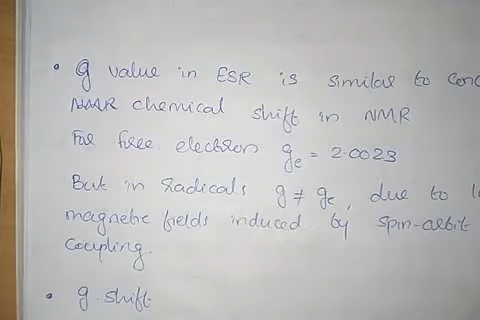 • g value in ESR is similar to
chemical shift in NMR
For free electron ge = 2.0023
But in radicals g ≠ ge, due to
magnetic fields induced by spin-orbit
coupling.
• g. shift